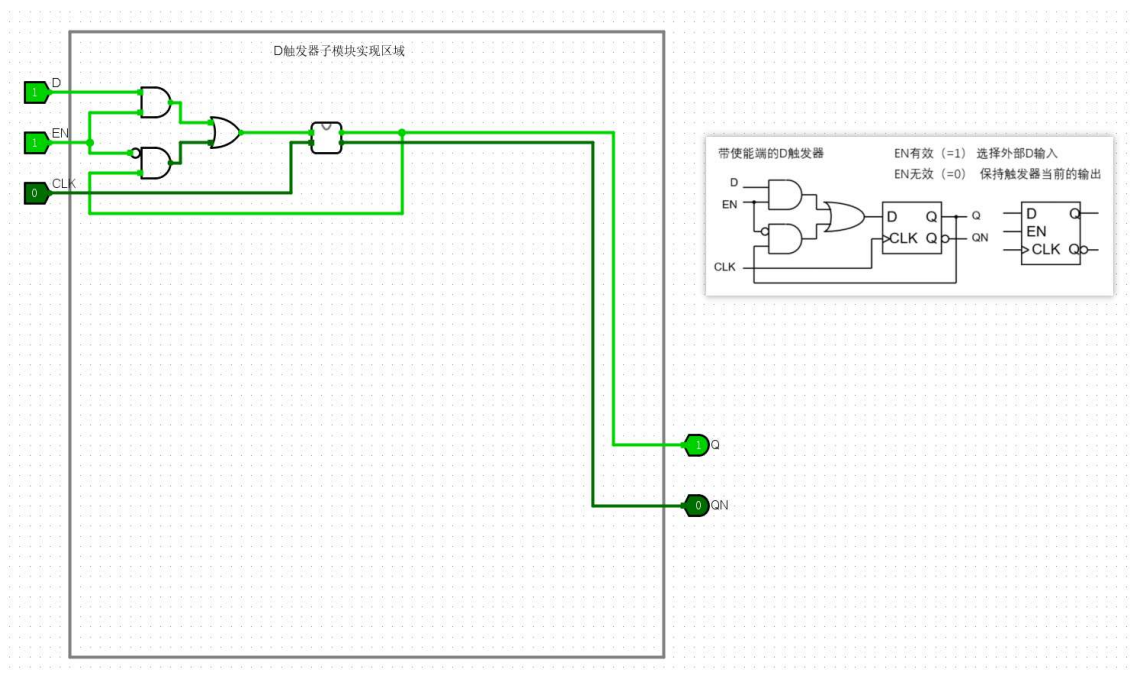 D触发器子模块实现区域
D
1
EN
1
CLK
0
1 Q
0 QN
带使能端的D触发器
EN有效（=1） 选择外部D输入
EN无效（=0） 保持触发器当前的输出
D
EN
CLK
D Q
CLK Q
Q
QN
D Q
EN
CLK Q